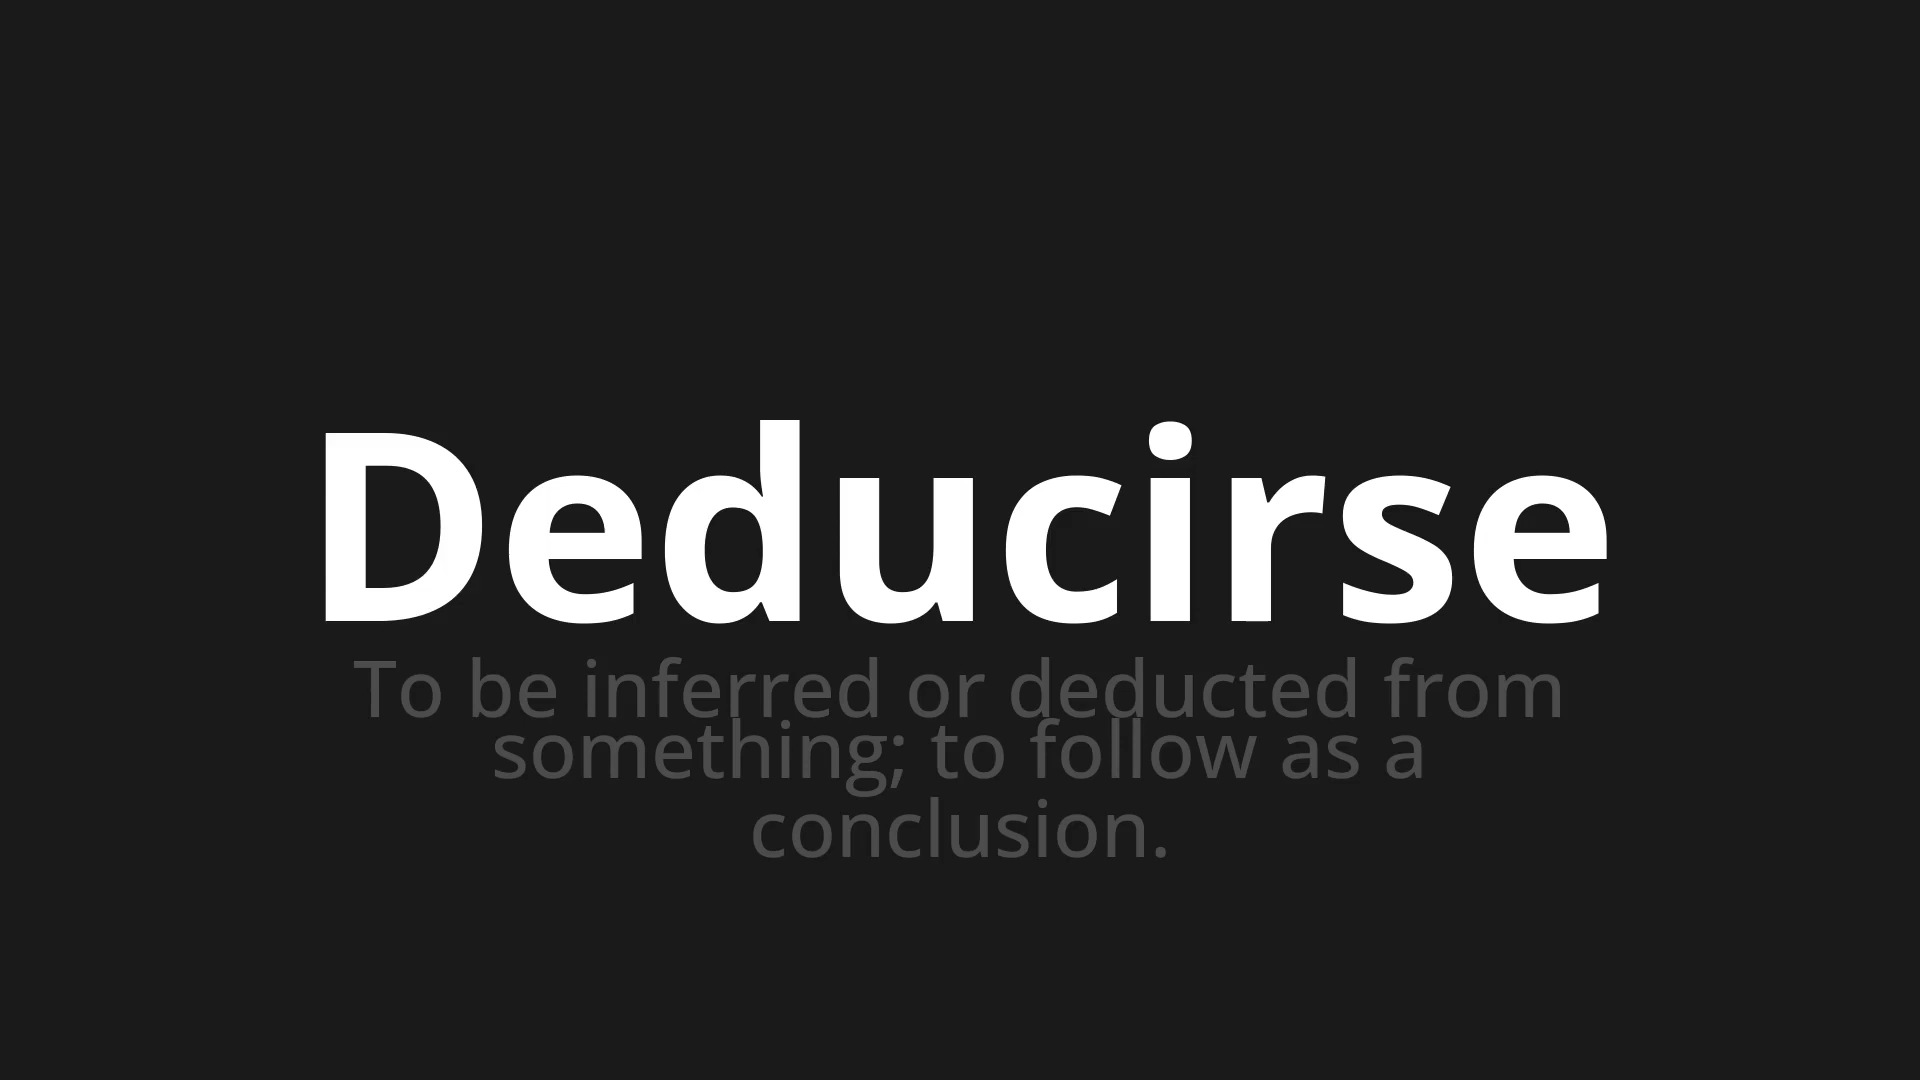 Deducirse
To be inferred or deducted from
something; to follow as a
conclusion.